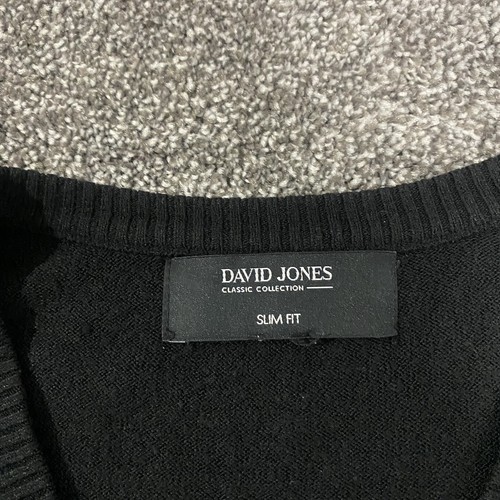 DAVID JONES
CLASSIC COLLECTION
SLIM FIT